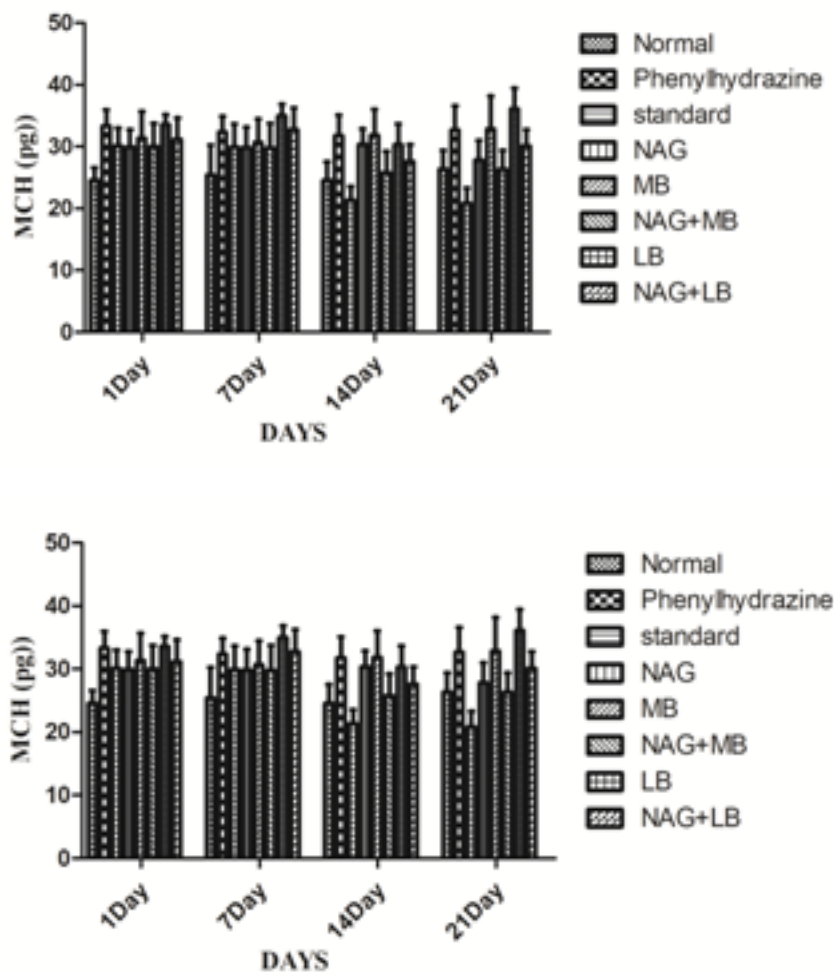 50
40
30
20
10
0
MCH (pg))
1Day
7Day
14Day
21Day
DAYS
Normal
Phenylhydrazine
standard
NAG
MB
NAG+MB
LB
NAG+LB
50
40
30
20
10
0
MCH (pg))
1Day
7Day
14Day
21Day
DAYS
Normal
Phenylhydrazine
standard
NAG
MB
NAG+MB
LB
NAG+LB